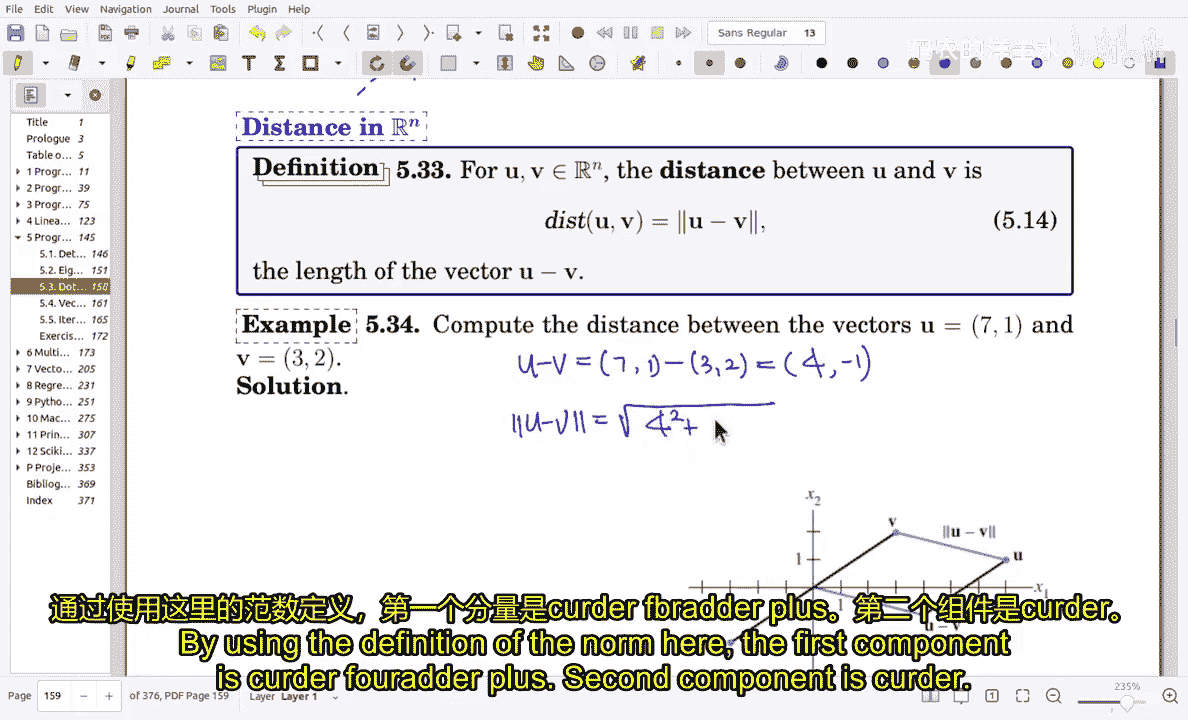 File Edit View Navigation Journal Tools Plugin Help
Sans Regular 13
Title 1
Prologue 3
Table o... 5
1 Progr... 11
2 Progr... 39
3 Progr... 75
4 Linea... 123
5 Progr... 145
5.1. Det... 146
5.2. Eig... 151
5.3. Dot... 158
5.4. Vec... 161
5.5. Iter... 165
Exercis... 172
6 Multi... 173
7 Vecto... 205
8 Regre... 231
9 Pytho... 251
10 Mac... 275
11 Prin... 307
12 Sciki... 337
P Proje... 353
Bibliog... 369
Index 371
Distance in ℝⁿ
Definition 5.33. For u, v ∈ ℝⁿ, the distance between u and v is
dist(u, v) = ‖u − v‖, (5.14)
the length of the vector u − v.
Example 5.34. Compute the distance between the vectors u = (7, 1) and
v = (3, 2).
u-v = (7,1)-(3,2) = (4,-1)
Solution.
‖u-v‖ = √4²+
x₂
v
‖u − v‖
u
1
x₁
1
u − v
通过使用这里的范数定义，第一个分量是curder fbradder plus。第二个组件是curder。
By using the definition of the norm here, the first component
is curder fouradder plus. Second component is curder.
Page 159 of 376, PDF Page 159 Layer Layer 1
235%